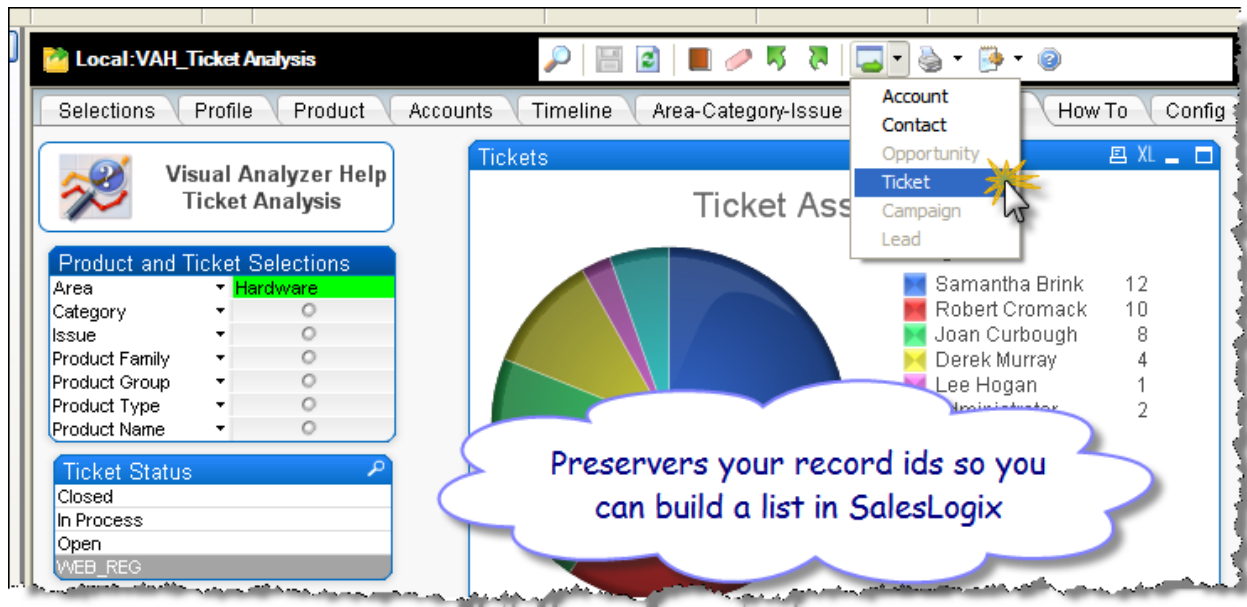 Local:VAH_Ticket Analysis
Selections Profile Product Accounts Timeline Area-Category-Issue How To Config
Account
Contact
Opportunity
Ticket
Campaign
Lead
Visual Analyzer Help
Ticket Analysis
Product and Ticket Selections
Area Hardware
Category
Issue
Product Family
Product Group
Product Type
Product Name
Ticket Status
Closed
In Process
Open
WEB_REG
Tickets XL
Ticket Ass
Samantha Brink 12
Robert Cromack 10
Joan Curbough 8
Derek Murray 4
Lee Hogan 1
Administrator 2
Preservers your record ids so you
can build a list in SalesLogix